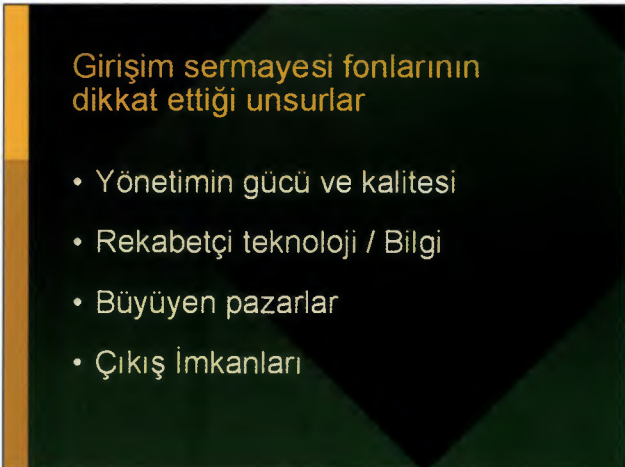 Girişim sermayesi fonlarının
dikkat ettiği unsurlar
• Yönetimin gücü ve kalitesi
• Rekabetçi teknoloji / Bilgi
• Büyüyen pazarlar
• Çıkış İmkanları